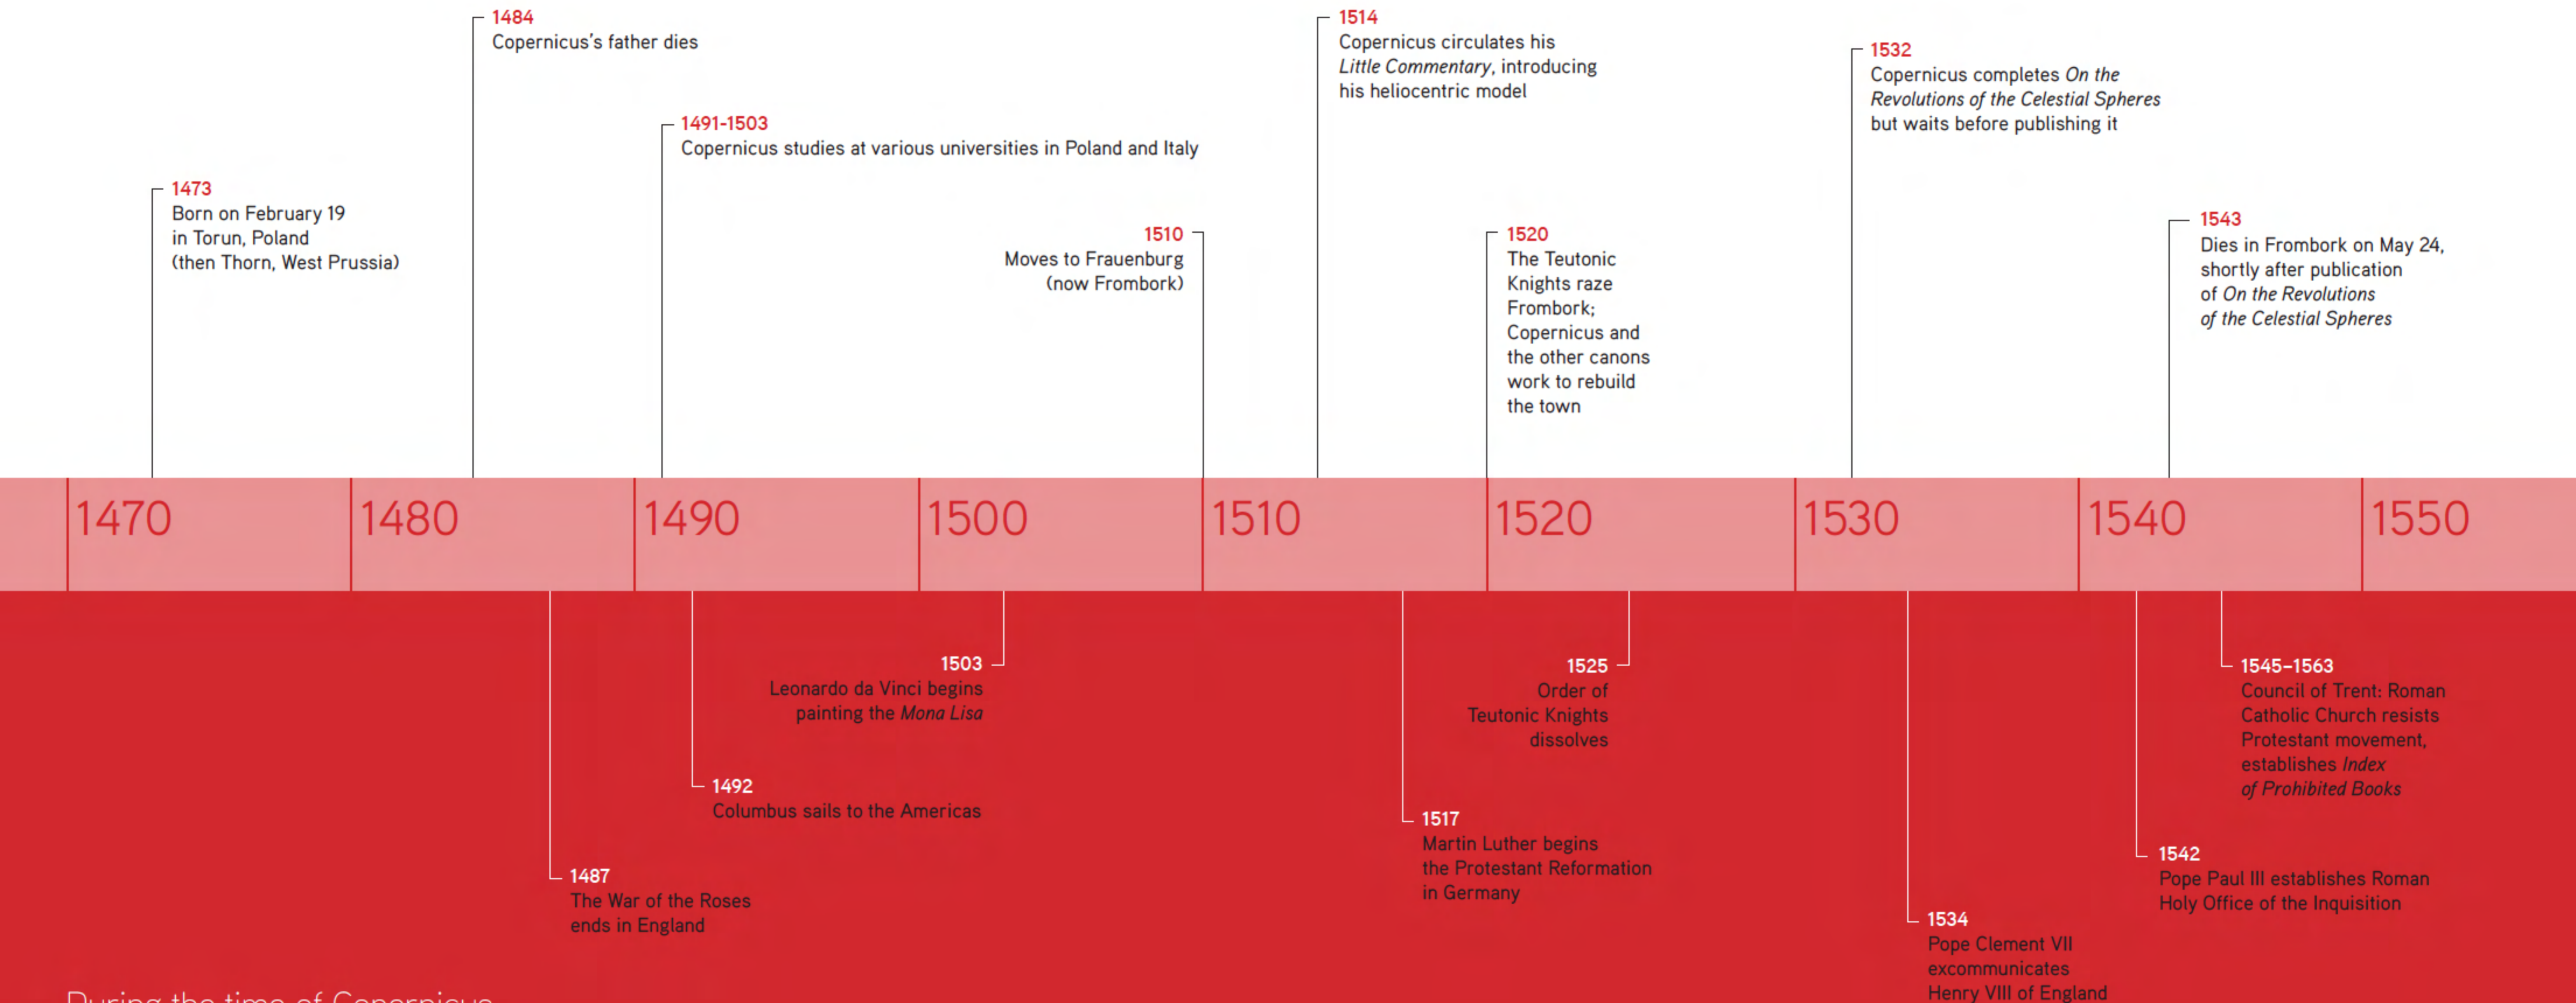 1484
Copernicus's father dies
1514
Copernicus circulates his
Little Commentary, introducing
his heliocentric model
1532
Copernicus completes On the
Revolutions of the Celestial Spheres
but waits before publishing it
1491-1503
Copernicus studies at various universities in Poland and Italy
1473
Born on February 19
in Torun, Poland
(then Thorn, West Prussia)
1510
Moves to Frauenburg
(now Frombork)
1520
The Teutonic
Knights raze
Frombork;
Copernicus and
the other canons
work to rebuild
the town
1543
Dies in Frombork on May 24,
shortly after publication
of On the Revolutions
of the Celestial Spheres
1470
1480
1490
1500
1510
1520
1530
1540
1550
1503
Leonardo da Vinci begins
painting the Mona Lisa
1525
Order of
Teutonic Knights
dissolves
1545–1563
Council of Trent: Roman
Catholic Church resists
Protestant movement,
establishes Index
of Prohibited Books
1492
Columbus sails to the Americas
1517
Martin Luther begins
the Protestant Reformation
in Germany
1542
Pope Paul III establishes Roman
Holy Office of the Inquisition
1487
The War of the Roses
ends in England
1534
Pope Clement VII
excommunicates
Henry VIII of England
During the time of Copernicus